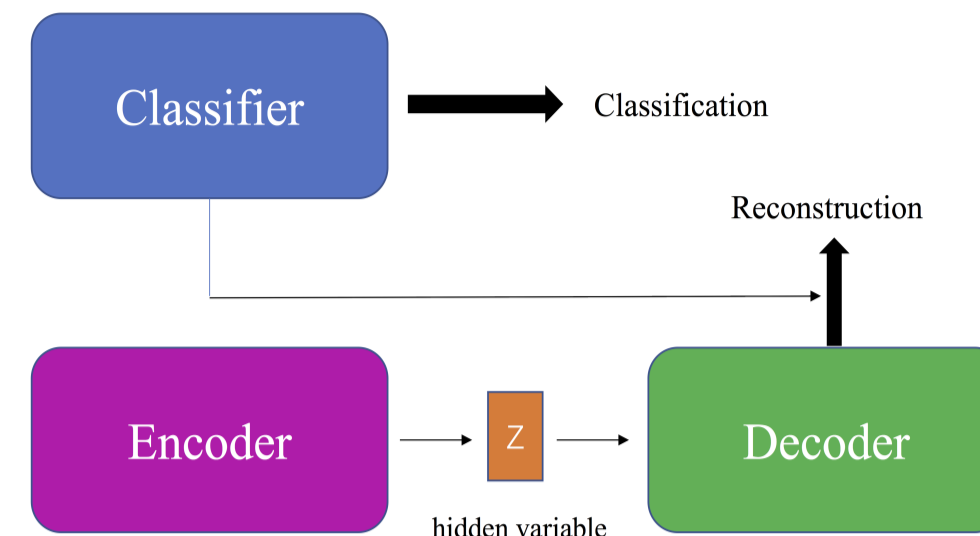 Classifier
Classification
Reconstruction
Encoder
Z
Decoder
hidden variable